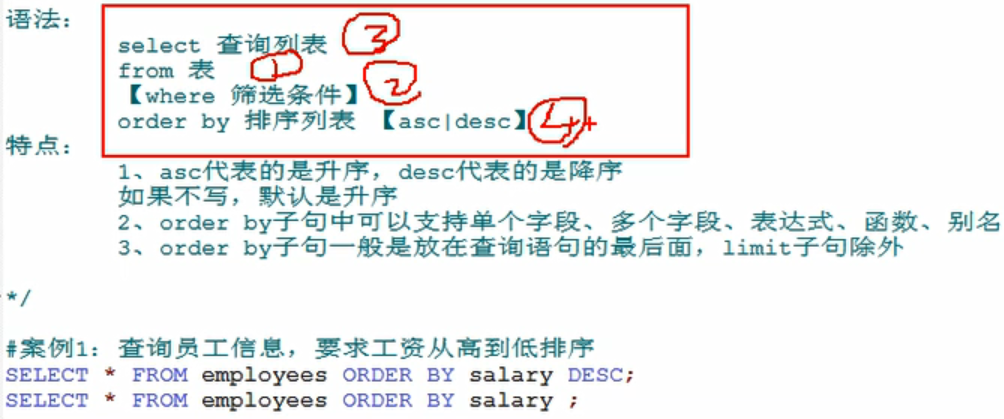 语法：
select 查询列表 3
from 表 1
【where 筛选条件】 2
order by 排序列表 【asc|desc】 4
特点：
1、asc代表的是升序，desc代表的是降序
如果不写，默认是升序
2、order by子句中可以支持单个字段、多个字段、表达式、函数、别名
3、order by子句一般是放在查询语句的最后面，limit子句除外
*/
#案例1：查询员工信息，要求工资从高到低排序
SELECT * FROM employees ORDER BY salary DESC;
SELECT * FROM employees ORDER BY salary ;